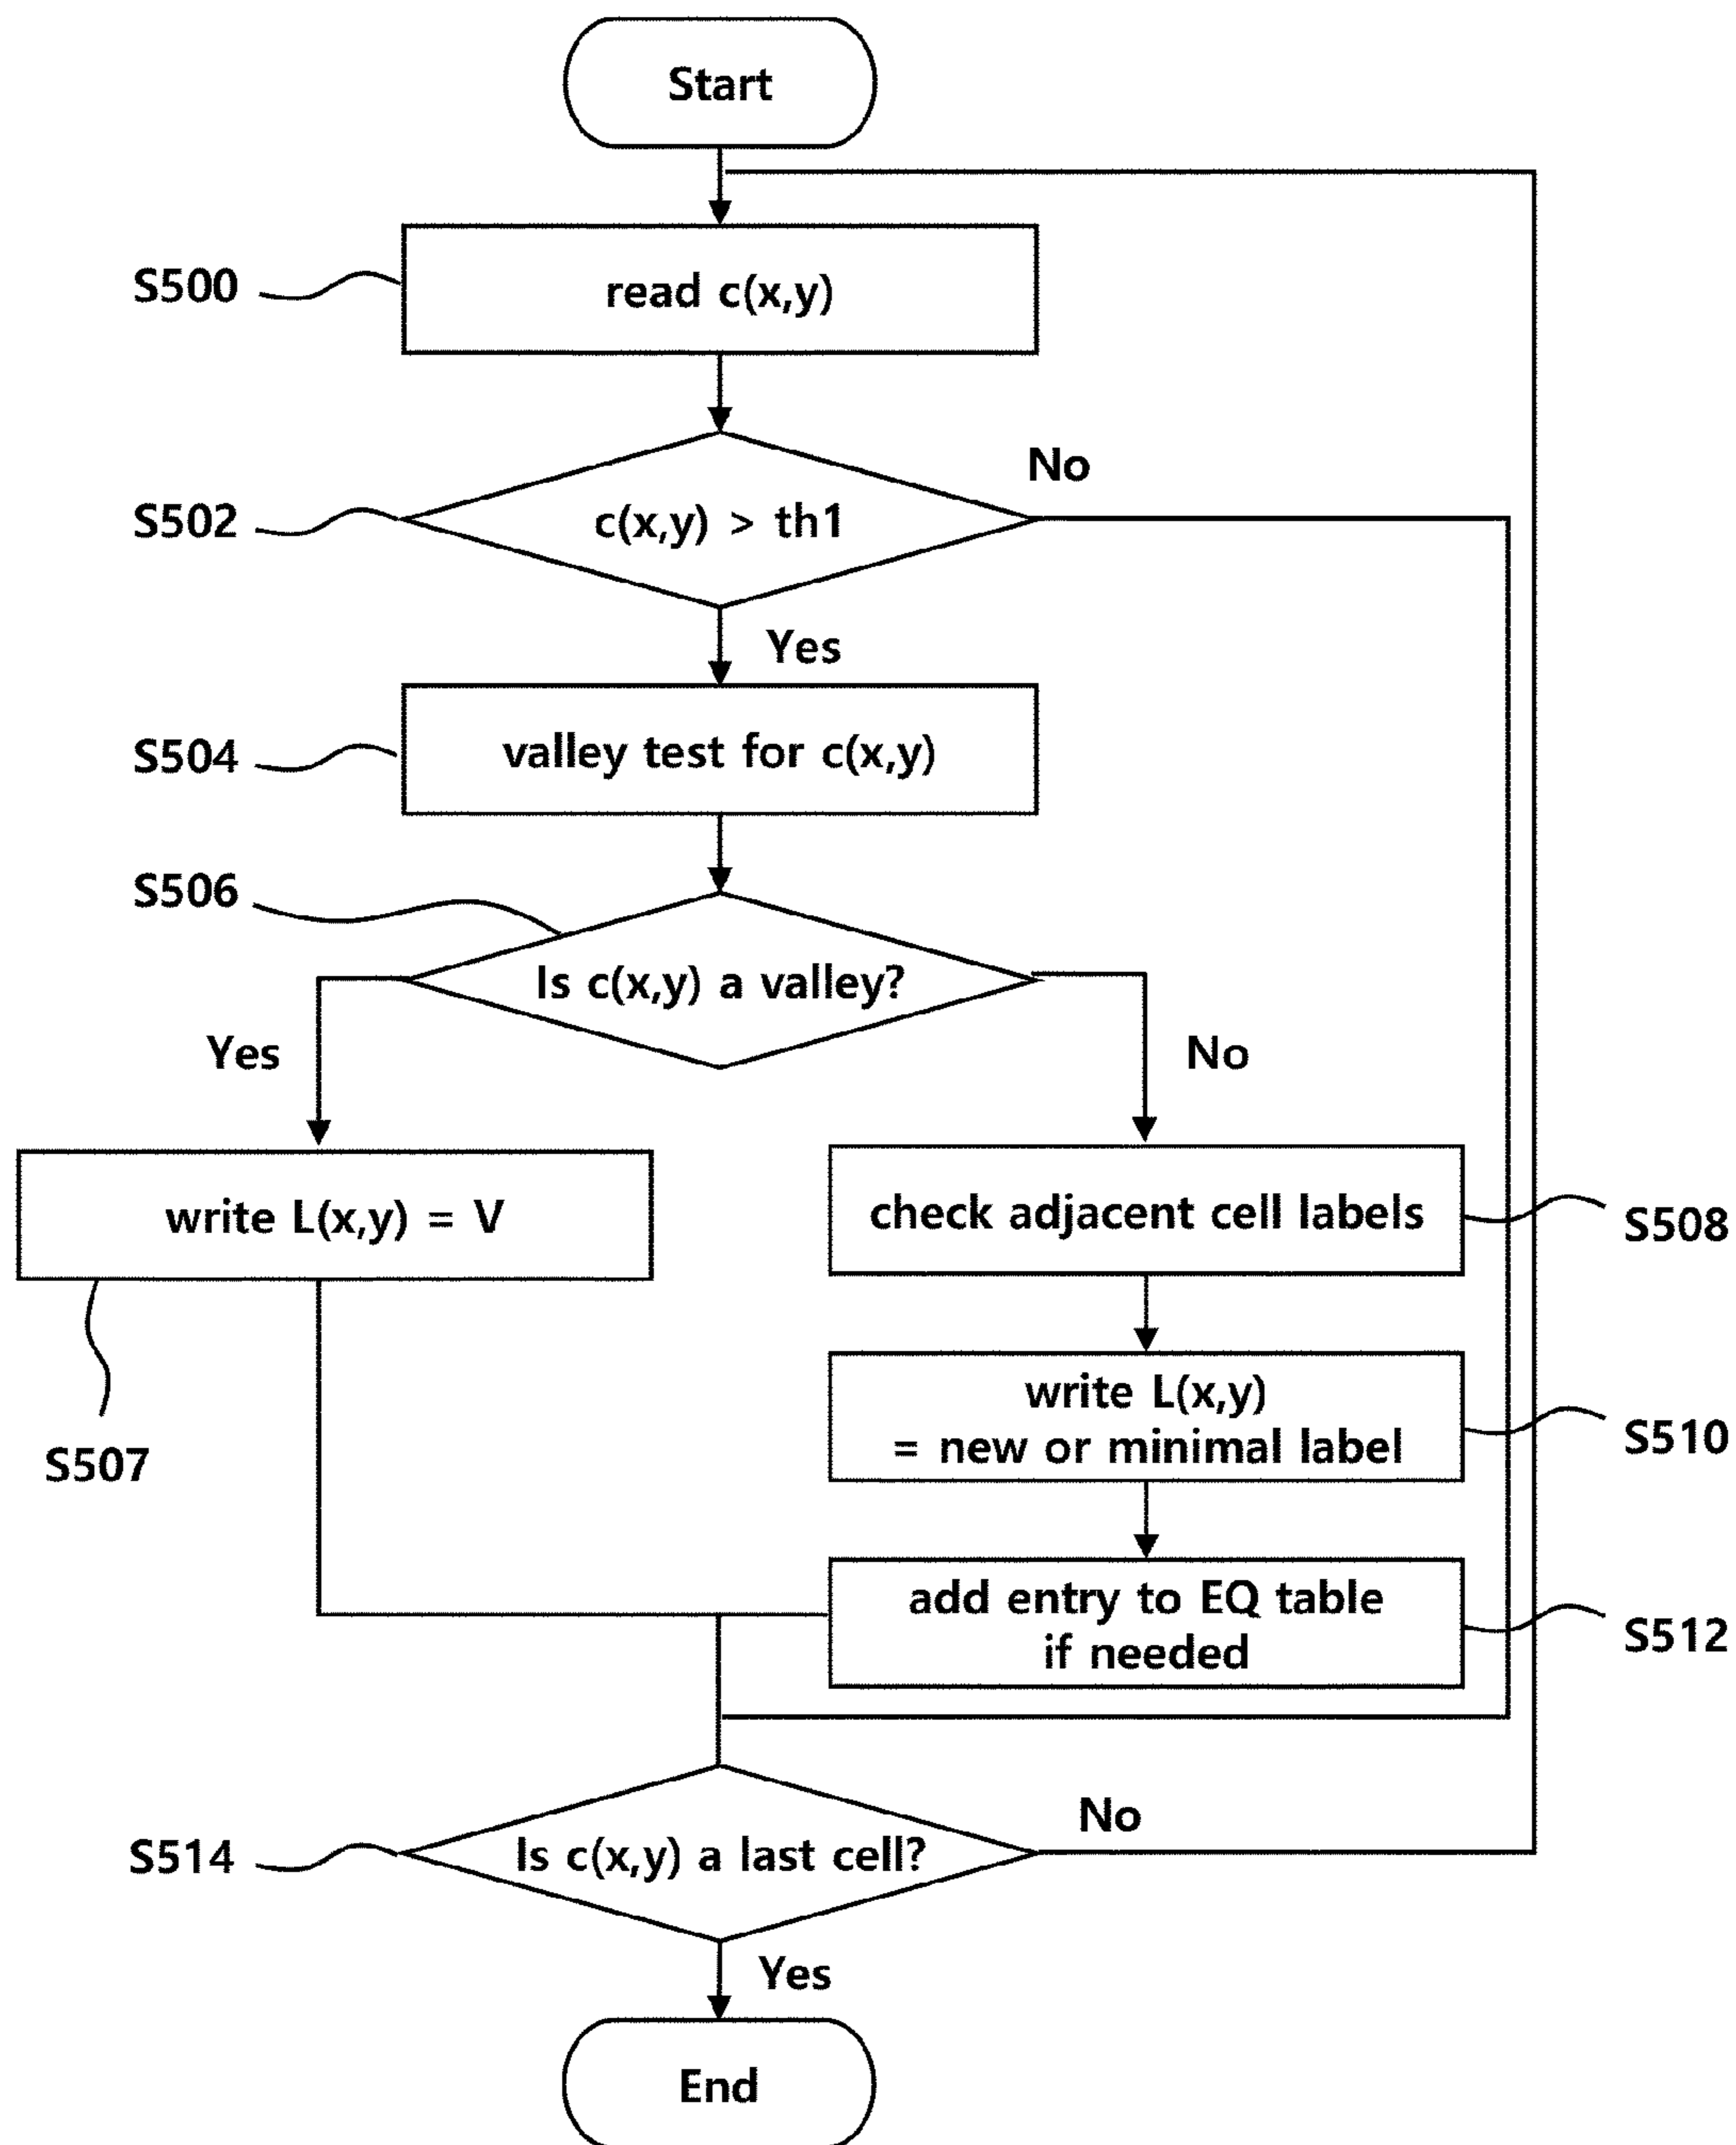 Start
S500
read c(x,y)
No
S502
c(x,y) > th1
Yes
S504
valley test for c(x,y)
S506
Is c(x,y) a valley?
Yes
No
write L(x,y) = V
check adjacent cell labels
S508
write L(x,y)
= new or minimal label
S510
S507
add entry to EQ table
if needed
S512
No
S514
Is c(x,y) a last cell?
Yes
End